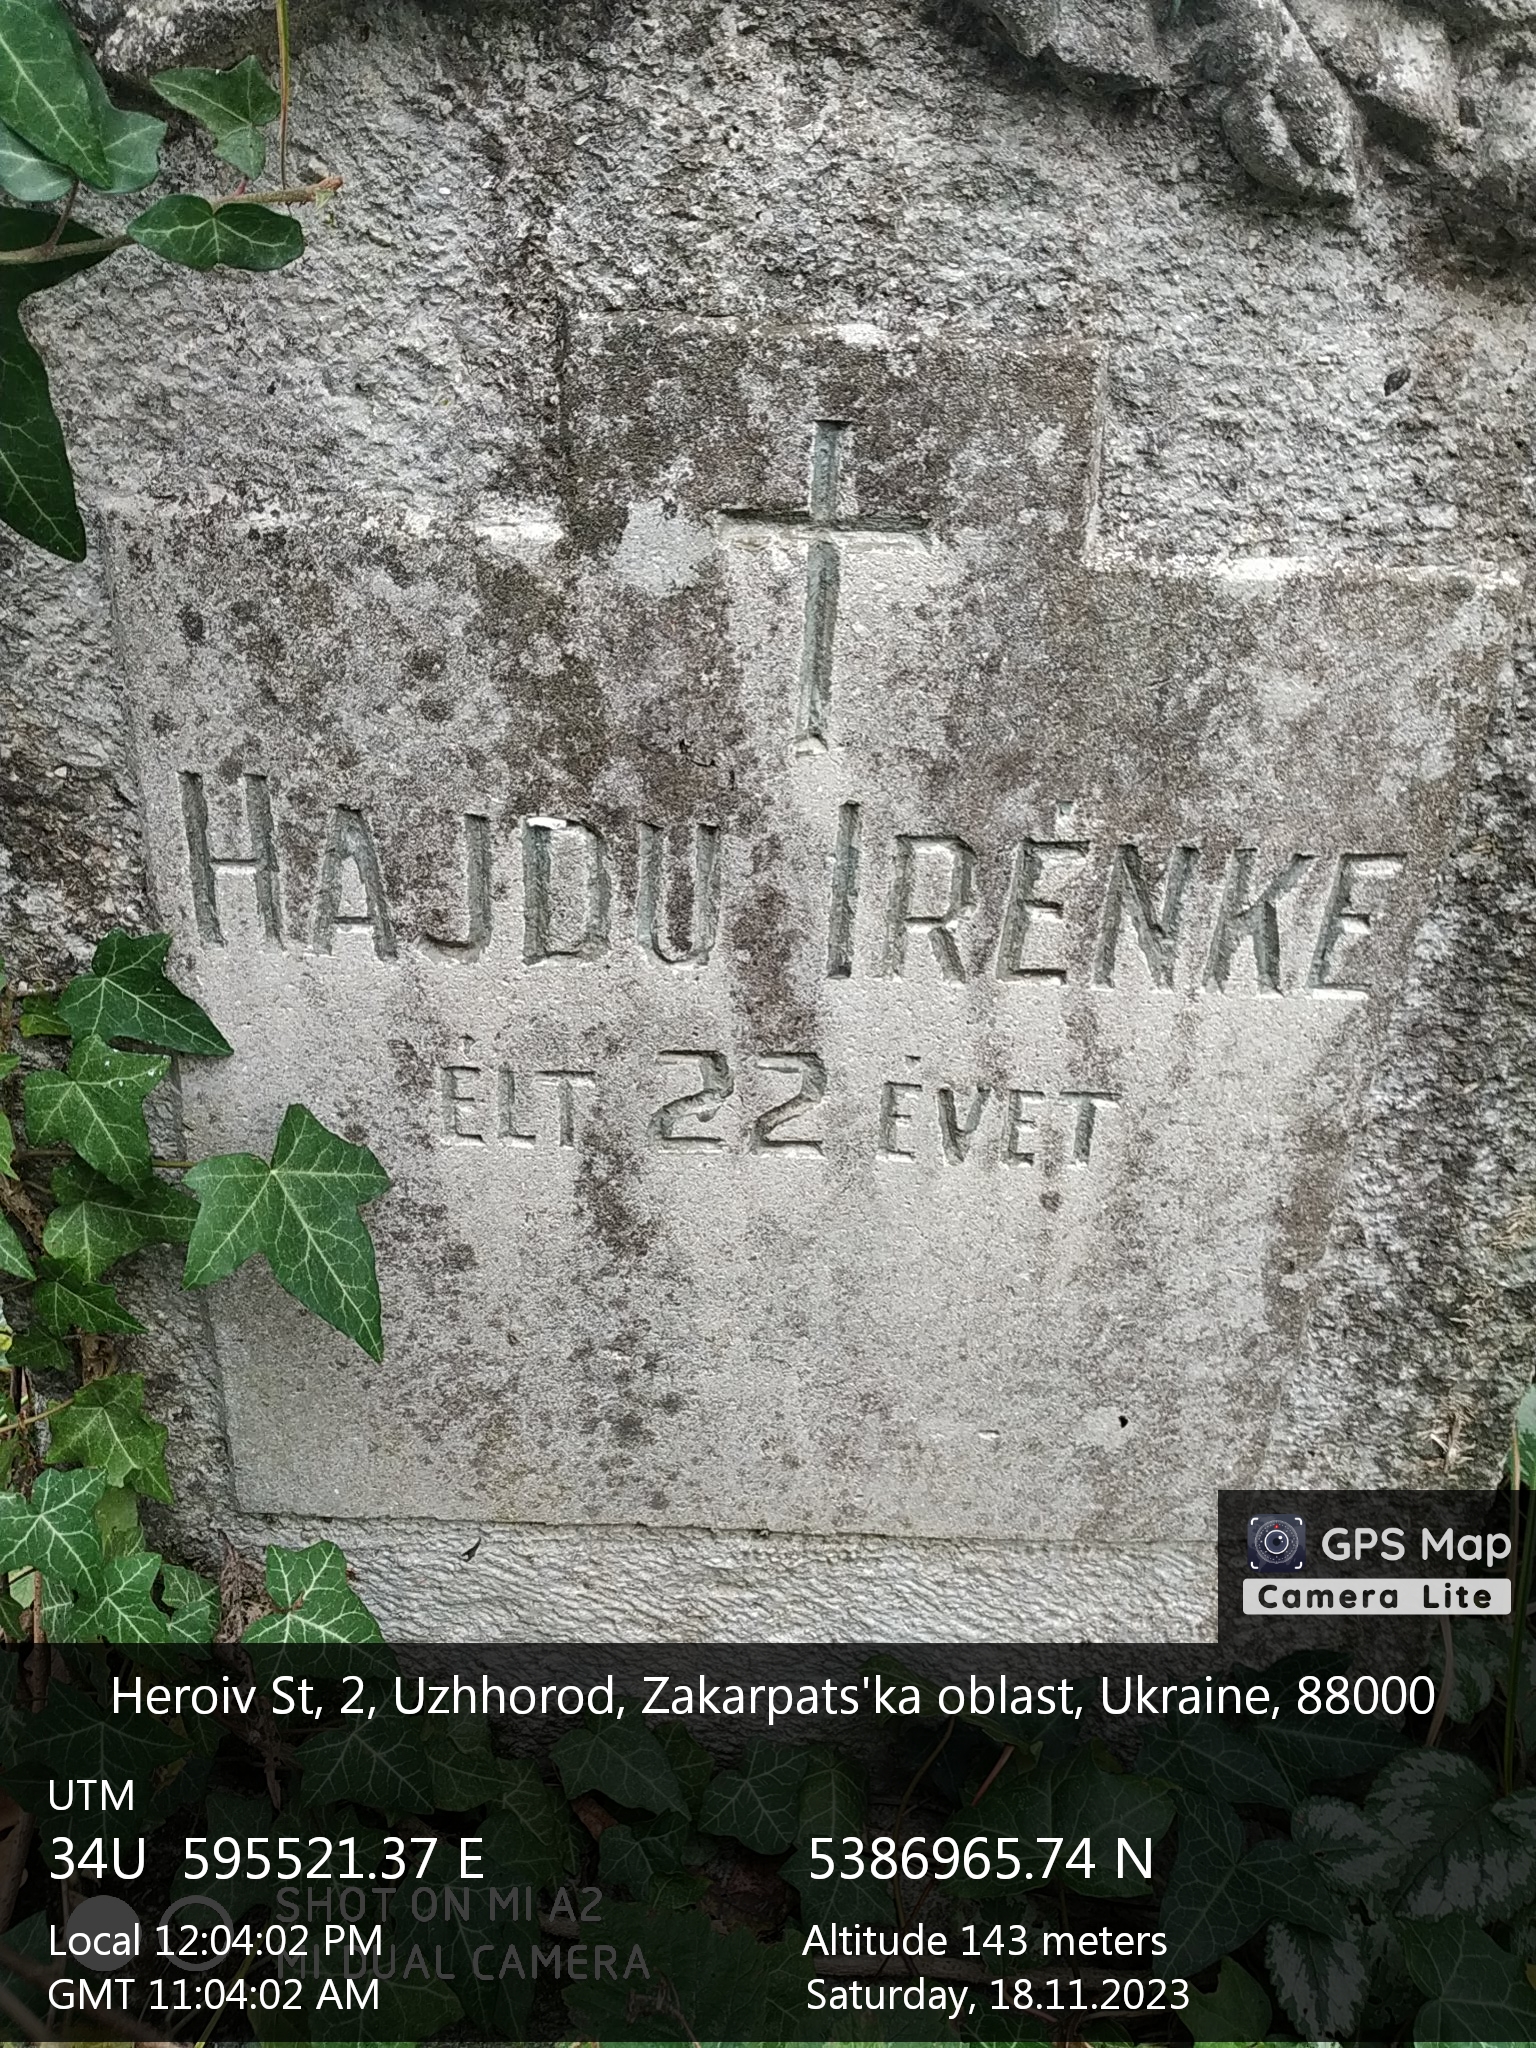 HAJDU IRÉNKE
ÉLT 22 ÉVET
GPS Map
Camera Lite
Heroiv St, 2, Uzhhorod, Zakarpats'ka oblast, Ukraine, 88000
UTM
34U 595521.37 E 5386965.74 N
SHOT ON MI A2
Local 12:04:02 PM Altitude 143 meters
MI DUAL CAMERA
GMT 11:04:02 AM Saturday, 18.11.2023